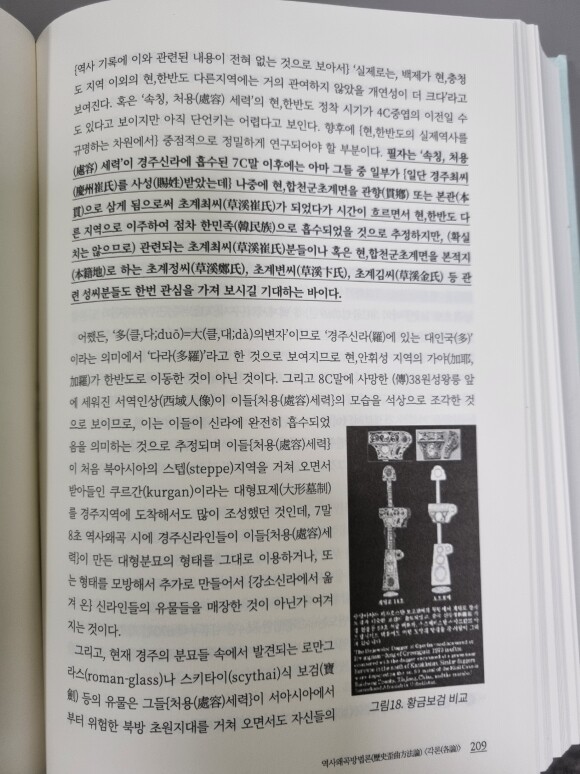 {역사 기록에 이와 관련된 내용이 전혀 없는 것으로 보아서} '실제로는, 백제가 현,충청
도 지역 이외의 현,한반도 다른지역에는 거의 관여하지 않았을 개연성이 더 크다'라고
보여진다. 혹은 '속칭, 처용(處容) 세력'의 현,한반도 정착 시기가 4C중엽의 이전일 수
도 있다고 보이지만 아직 단언키는 어렵다고 보인다. 향후에 {현,한반도의 실제역사를
규명하는 차원에서} 중점적으로 정밀하게 연구되어야 할 부분이다. 필자는 '속칭, 처용
(處容) 세력'이 경주신라에 흡수된 7C말 이후에는 아마 그들 중 일부가 {일단 경주최씨
(慶州崔氏)를 사성(賜姓)받았는데} 나중에 현,합천군초계면을 관향(貫鄕) 또는 본관(本
貫)으로 삼게 됨으로써 초계최씨(草溪崔氏)가 되었다가 시간이 흐르면서 현,한반도 다
른 지역으로 이주하여 점차 한민족(韓民族)으로 흡수되었을 것으로 추정하지만, (확실
치는 않으므로) 관련되는 초계최씨(草溪崔氏)분들이나 혹은 현,합천군초계면을 본적지
(本籍地)로 하는 초계정씨(草溪鄭氏), 초계변씨(草溪卞氏), 초계김씨(草溪金氏) 등 관
련 성씨분들도 한번 관심을 가져 보시길 기대하는 바이다.
어쨌든, '多(클,다;duō)=大(클,대;dà)의변자'이므로 '경주신라(羅)에 있는 대인국(多)'
이라는 의미에서 '다라(多羅)'라고 한 것으로 보여지므로 현,안휘성 지역의 가야(加耶,
加羅)가 한반도로 이동한 것이 아닌 것이다. 그리고 8C말에 사망한 (傳)38원성왕릉 앞
에 세워진 서역인상(西域人像)이 이들{처용(處容)세력}의 모습을 석상으로 조각한 것
으로 보이므로, 이는 이들이 신라에 완전히 흡수되었
음을 의미하는 것으로 추정되며 이들{처용(處容)세력}
이 처음 북아시아의 스텝(steppe)지역을 거쳐 오면서
받아들인 쿠르간(kurgan)이라는 대형묘제(大形墓制)
를 경주지역에 도착해서도 많이 조성했던 것인데, 7말
8초 역사왜곡 시에 경주신라인들이 이들{처용(處容)세
력}이 만든 대형분묘의 형태를 그대로 이용하거나, 또
는 형태를 모방해서 추가로 만들어서 {강소신라에서 옮
겨 온} 신라인들의 유물들을 매장한 것이 아닌가 여겨
지는 것이다.
그리고, 현재 경주의 분묘들 속에서 발견되는 로만그
라스(roman-glass)나 스키타이(scythai)식 보검(寶
劍) 등의 유물은 그들{처용(處容)세력}이 서아시아에서
부터 위험한 북방 초원지대를 거쳐 오면서도 자신들의
그림18. 황금보검 비교
역사왜곡방법론(歷史歪曲方法論) <각론(各論)> 209